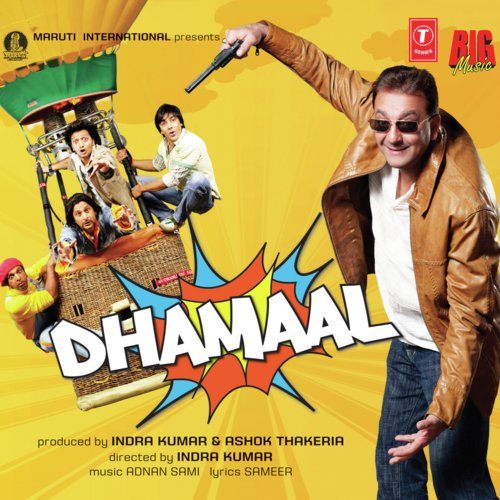 MARUTI INTERNATIONAL presents
T
SERIES
BIG
Music
DHAMAAL
produced by INDRA KUMAR & ASHOK THAKERIA
directed by INDRA KUMAR
music ADNAN SAMI lyrics SAMEER